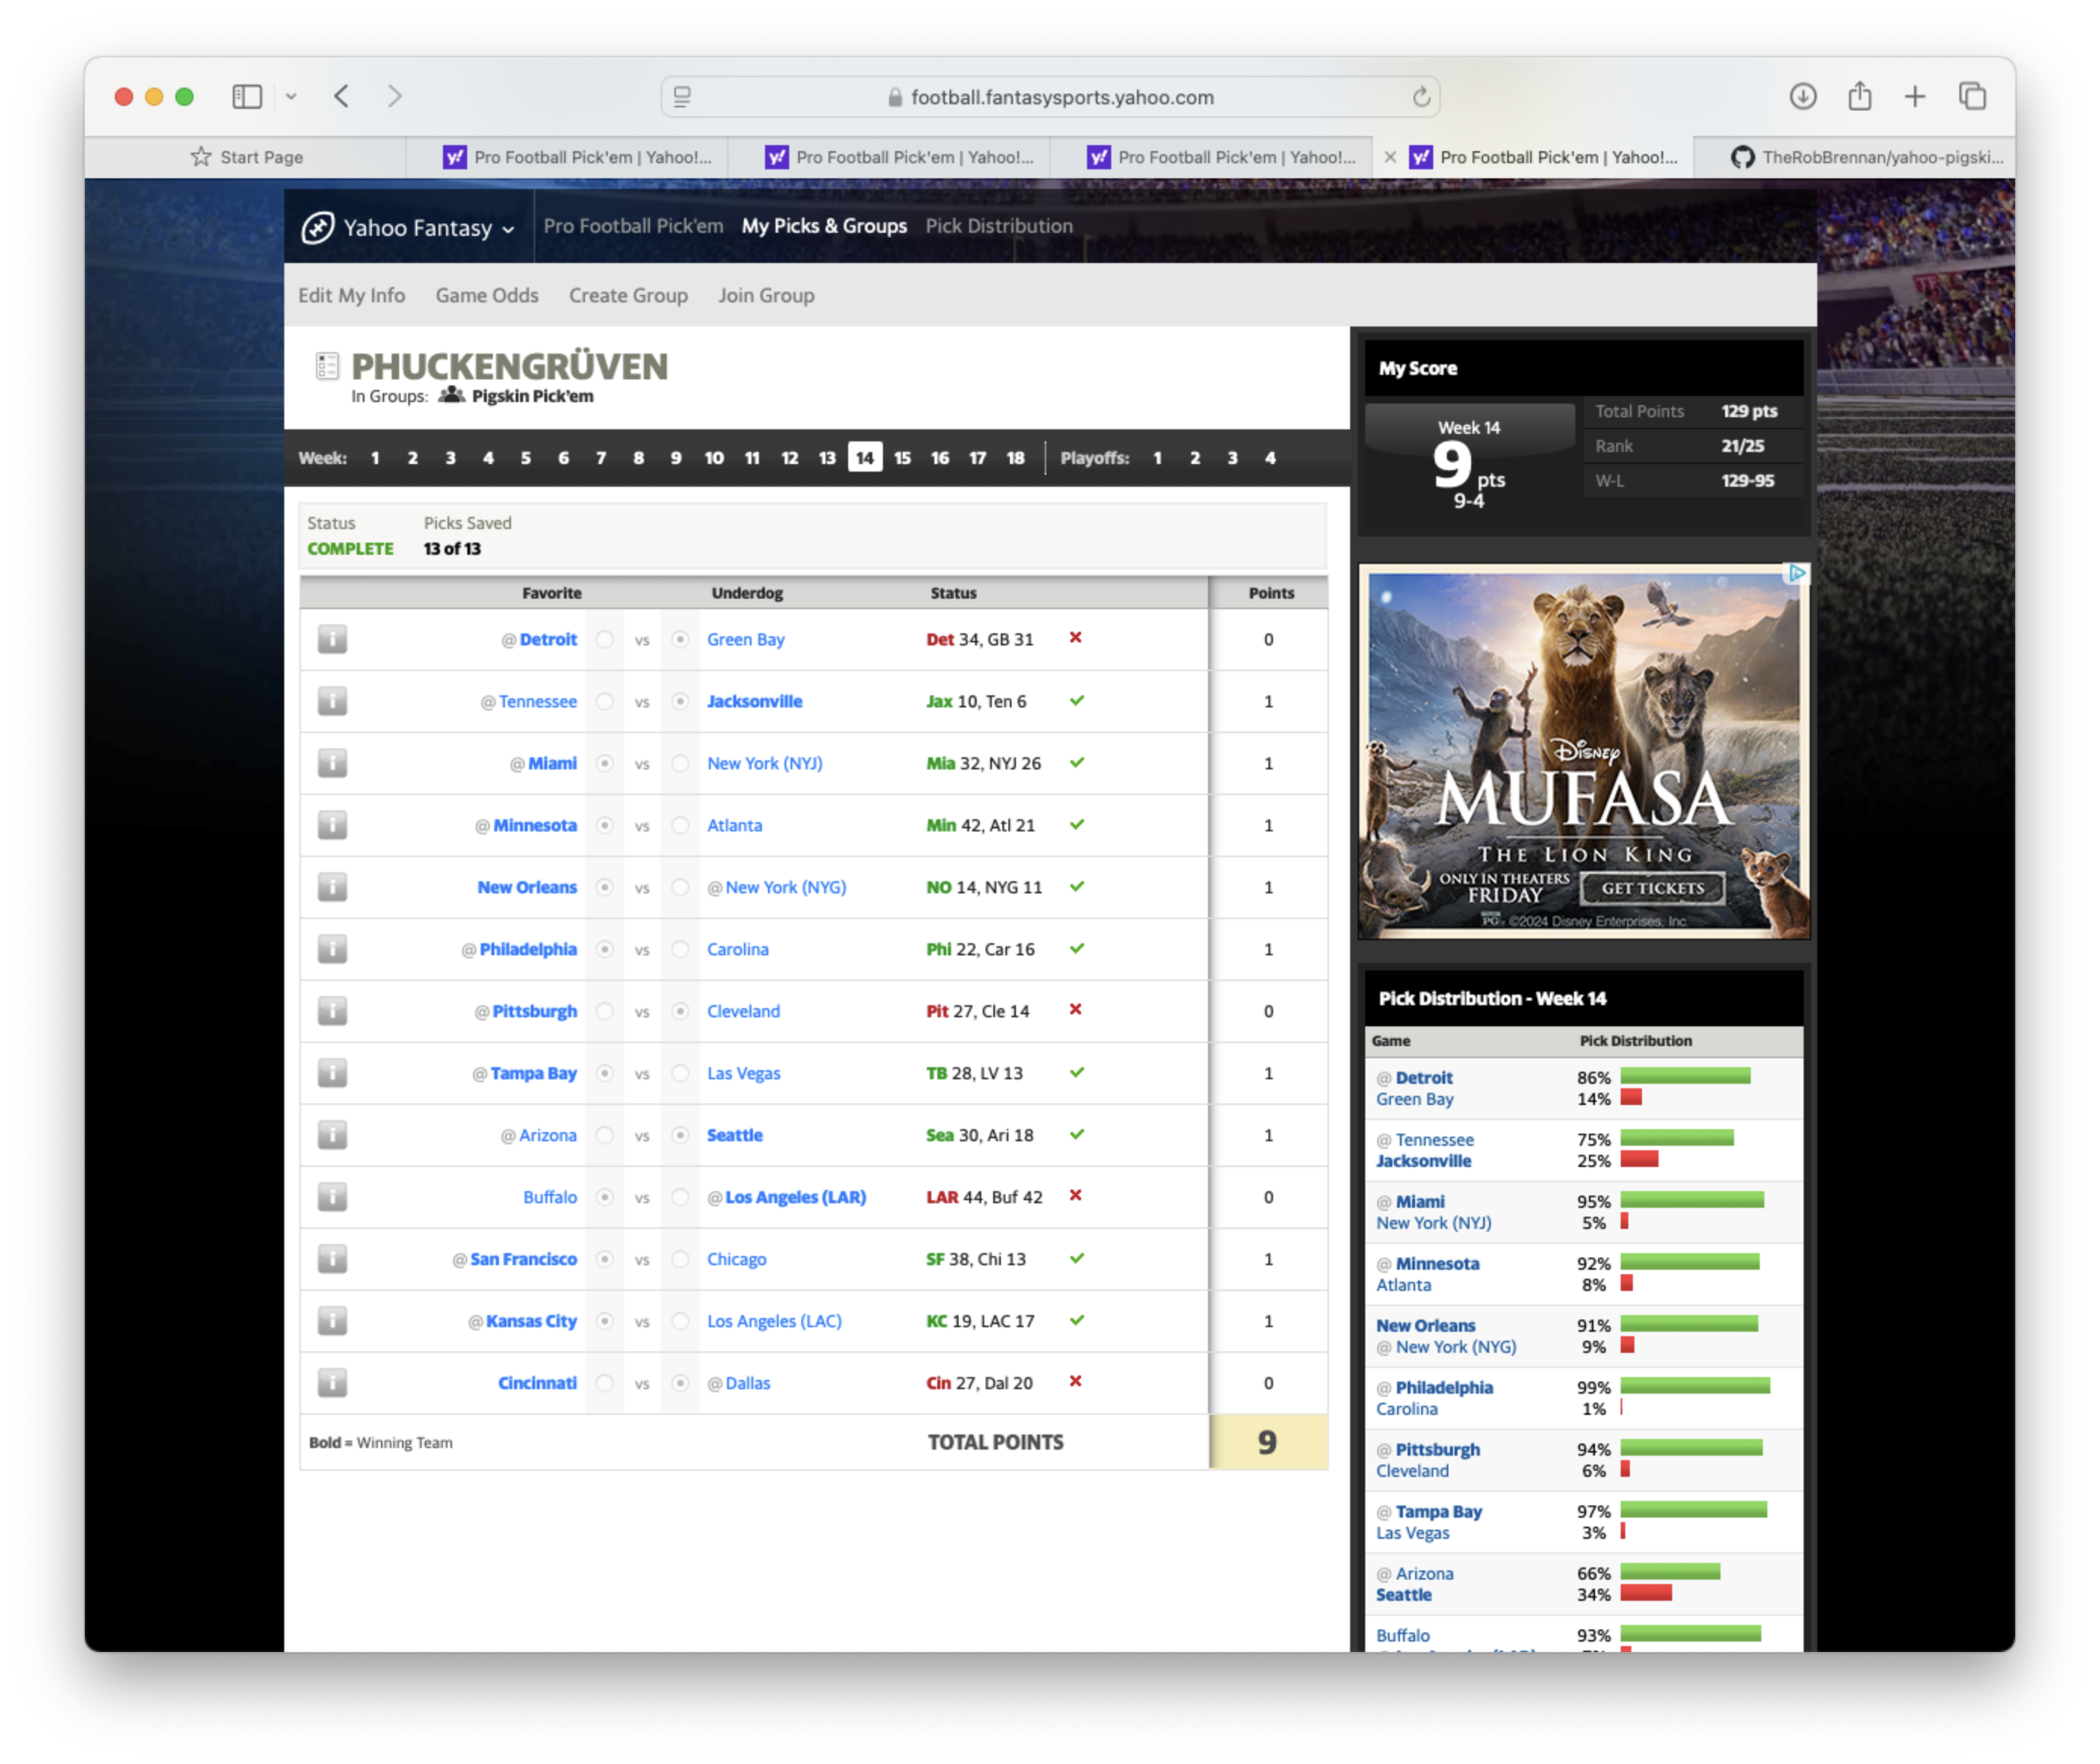 football.fantasysports.yahoo.com
Start Page
Pro Football Pick'em | Yahoo!...
Pro Football Pick'em | Yahoo!...
Pro Football Pick'em | Yahoo!...
Pro Football Pick'em | Yahoo!...
TheRobBrennan/yahoo-pigski...
Yahoo Fantasy
Pro Football Pick'em
My Picks & Groups
Pick Distribution
Edit My Info
Game Odds
Create Group
Join Group
PHUCKENGRÜVEN
In Groups: Pigskin Pick'em
Week: 1 2 3 4 5 6 7 8 9 10 11 12 13 14 15 16 17 18 Playoffs: 1 2 3 4
Status Picks Saved
COMPLETE 13 of 13
Favorite Underdog Status Points
@ Detroit vs Green Bay Det 34, GB 31 0
@ Tennessee vs Jacksonville Jax 10, Ten 6 1
@ Miami vs New York (NYJ) Mia 32, NYJ 26 1
@ Minnesota vs Atlanta Min 42, Atl 21 1
New Orleans vs @ New York (NYG) NO 14, NYG 11 1
@ Philadelphia vs Carolina Phi 22, Car 16 1
@ Pittsburgh vs Cleveland Pit 27, Cle 14 0
@ Tampa Bay vs Las Vegas TB 28, LV 13 1
@ Arizona vs Seattle Sea 30, Ari 18 1
Buffalo vs @ Los Angeles (LAR) LAR 44, Buf 42 0
@ San Francisco vs Chicago SF 38, Chi 13 1
@ Kansas City vs Los Angeles (LAC) KC 19, LAC 17 1
Cincinnati vs @ Dallas Cin 27, Dal 20 0
Bold = Winning Team TOTAL POINTS 9
My Score
Week 14
9 pts
9-4
Total Points 129 pts
Rank 21/25
W-L 129-95
Disney
MUFASA
THE LION KING
ONLY IN THEATERS
FRIDAY
GET TICKETS
PG ©2024 Disney Enterprises, Inc.
Pick Distribution - Week 14
Game Pick Distribution
@ Detroit 86%
Green Bay 14%
@ Tennessee 75%
Jacksonville 25%
@ Miami 95%
New York (NYJ) 5%
@ Minnesota 92%
Atlanta 8%
New Orleans 91%
@ New York (NYG) 9%
@ Philadelphia 99%
Carolina 1%
@ Pittsburgh 94%
Cleveland 6%
@ Tampa Bay 97%
Las Vegas 3%
@ Arizona 66%
Seattle 34%
Buffalo 93%